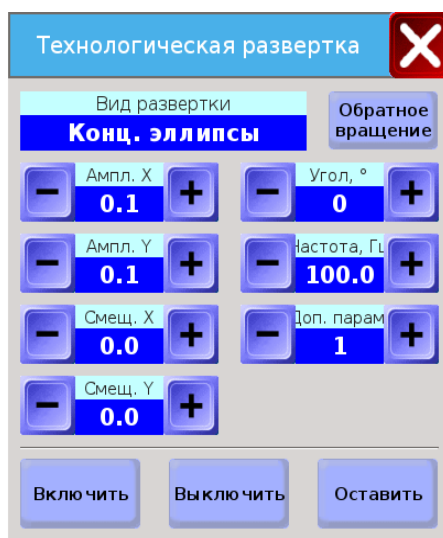 Технологическая развертка
Вид развертки
Конц. эллипсы
Обратное
вращение
Ампл. X
0.1
Угол, °
0
Ампл. Y
0.1
Частота, Гц
100.0
Смещ. X
0.0
Доп. парам
1
Смещ. Y
0.0
Включить
Выключить
Оставить